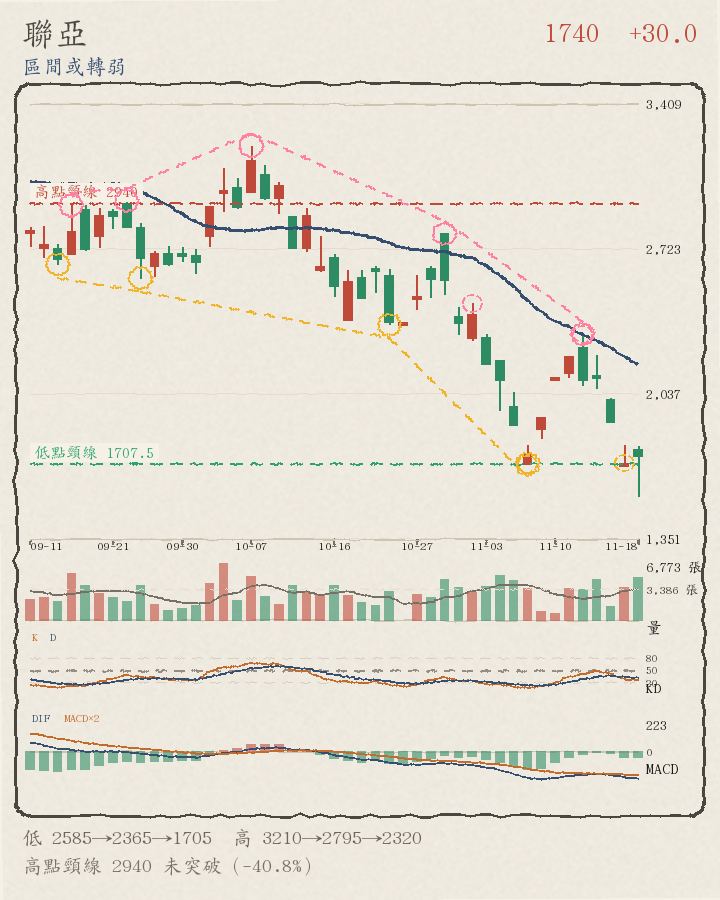 聯亞
1740 +30.0
區間或轉弱
3,409
高點頸線 2940
2,723
2,037
低點頸線 1707.5
1,351
09-11 09-21 09-30 10-07 10-16 10-27 11-03 11-10 11-18
6,773 張
3,386 張
量
K D
80
50
20
KD
DIF MACD×2
223
0
MACD
低 2585→2365→1705 高 3210→2795→2320
高點頸線 2940 未突破 (-40.8%)